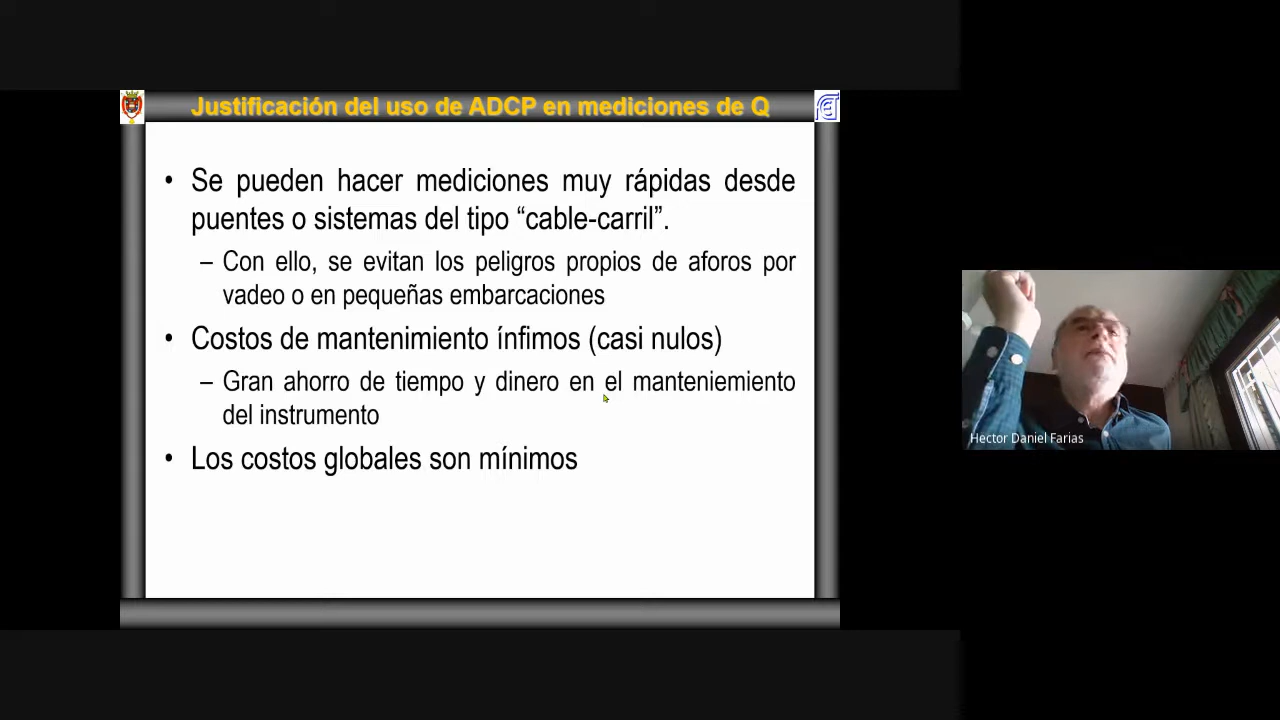 Justificación del uso de ADCP en mediciones de Q
• Se pueden hacer mediciones muy rápidas desde
puentes o sistemas del tipo “cable-carril”.
– Con ello, se evitan los peligros propios de aforos por
vadeo o en pequeñas embarcaciones
• Costos de mantenimiento ínfimos (casi nulos)
– Gran ahorro de tiempo y dinero en el manteniemiento
del instrumento
• Los costos globales son mínimos
Hector Daniel Farias